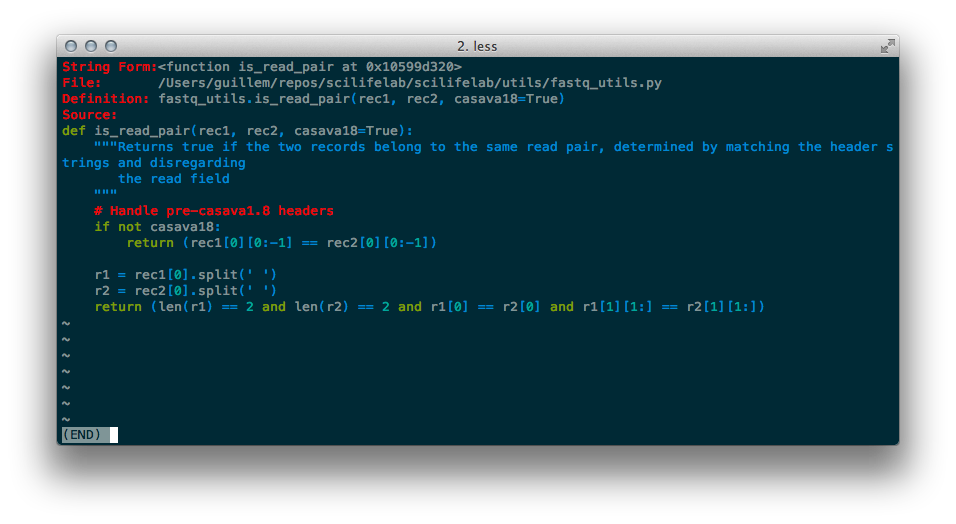 2. less
String Form:<function is_read_pair at 0x10599d320>
File:       /Users/guillem/repos/scilifelab/scilifelab/utils/fastq_utils.py
Definition: fastq_utils.is_read_pair(rec1, rec2, casava18=True)
Source:
def is_read_pair(rec1, rec2, casava18=True):
    """Returns true if the two records belong to the same read pair, determined by matching the header s
trings and disregarding
       the read field
    """
    # Handle pre-casava1.8 headers
    if not casava18:
        return (rec1[0][0:-1] == rec2[0][0:-1])

    r1 = rec1[0].split(' ')
    r2 = rec2[0].split(' ')
    return (len(r1) == 2 and len(r2) == 2 and r1[0] == r2[0] and r1[1][1:] == r2[1][1:])
~
~
~
~
~
~
~
(END)